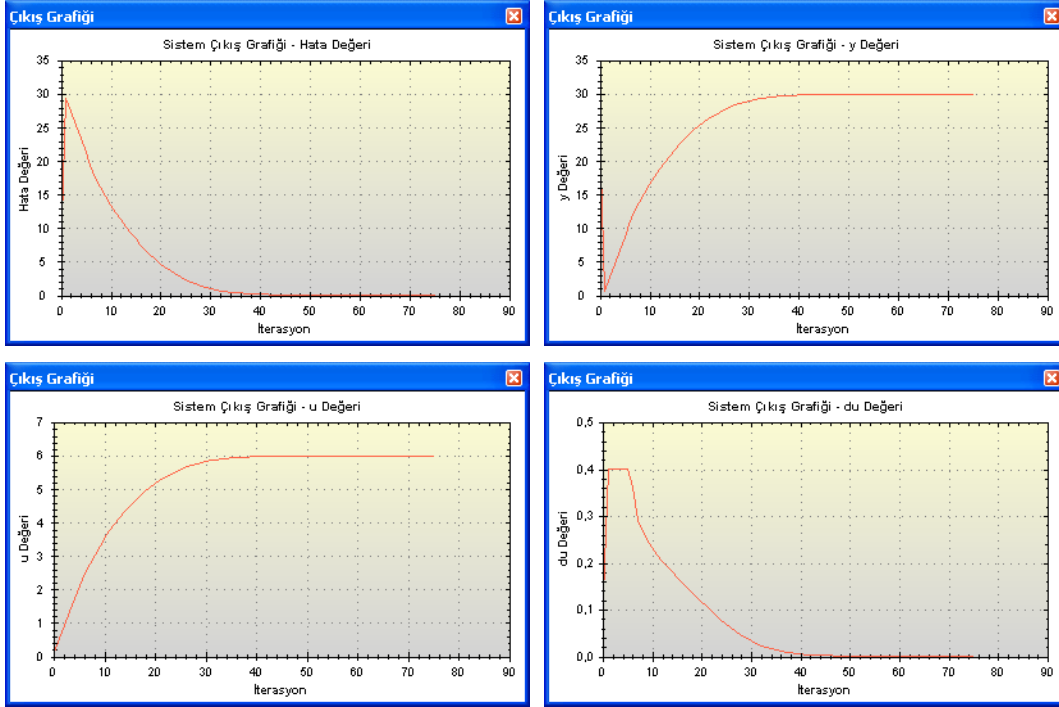 Çıkış Grafiği
Sistem Çıkış Grafiği - Hata Değeri
35
30
25
20
15
10
5
0
Hata Değeri
0 10 20 30 40 50 60 70 80 90
İterasyon
Çıkış Grafiği
Sistem Çıkış Grafiği - y Değeri
35
30
25
20
15
10
5
0
y Değeri
0 10 20 30 40 50 60 70 80 90
İterasyon
Çıkış Grafiği
Sistem Çıkış Grafiği - u Değeri
7
6
5
4
3
2
1
0
u Değeri
0 10 20 30 40 50 60 70 80 90
İterasyon
Çıkış Grafiği
Sistem Çıkış Grafiği - du Değeri
0,5
0,4
0,3
0,2
0,1
0,0
du Değeri
0 10 20 30 40 50 60 70 80 90
İterasyon